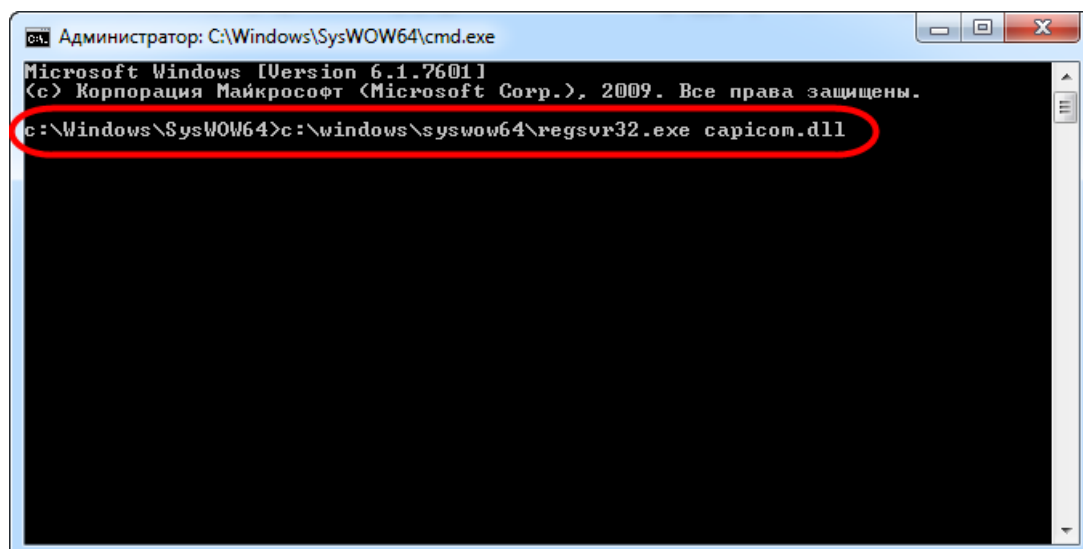 Администратор: C:\Windows\SysWOW64\cmd.exe
Microsoft Windows [Version 6.1.7601]
(c) Корпорация Майкрософт (Microsoft Corp.), 2009. Все права защищены.
c:\Windows\SysWOW64>c:\windows\syswow64\regsvr32.exe capicom.dll